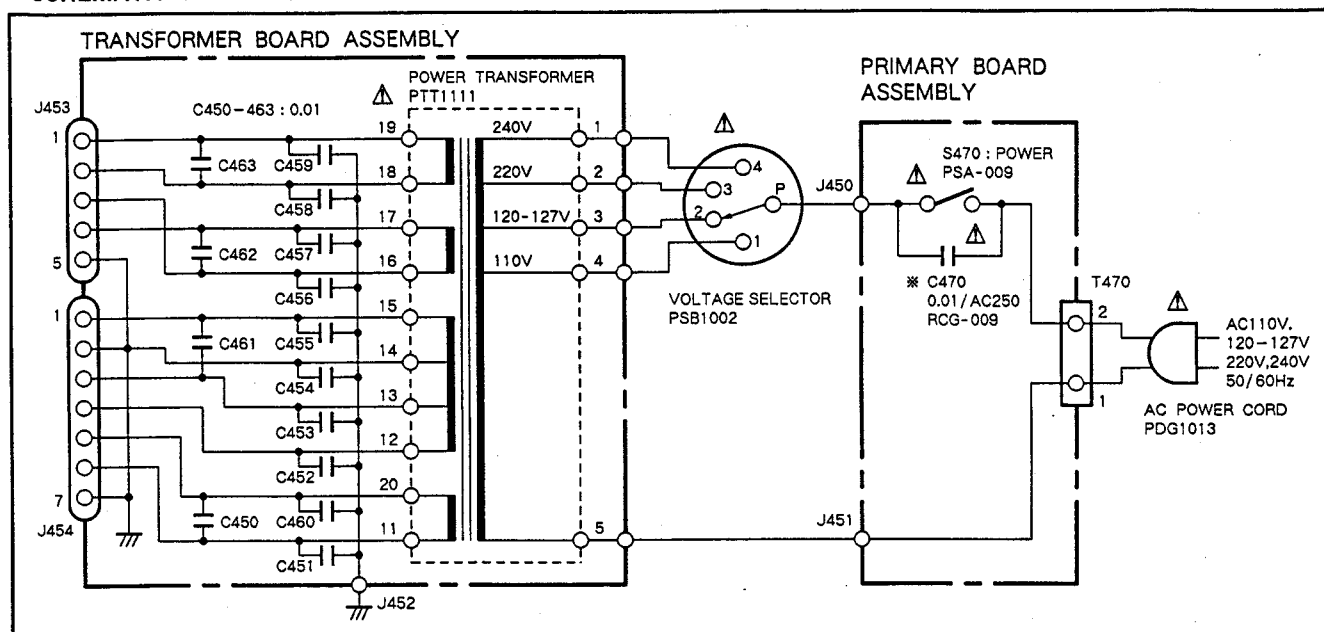 TRANSFORMER BOARD ASSEMBLY
POWER TRANSFORMER
PTT1111
PRIMARY BOARD
ASSEMBLY
J453
C450-463 : 0.01
1
5
C463
C459
C458
C462
C457
C456
1
7
J454
C461
C455
C454
C453
C452
C450
C460
C451
J452
19
18
17
16
15
14
13
12
20
11
240V
220V
120-127V
110V
1
2
3
4
5
4
3
2
1
P
VOLTAGE SELECTOR
PSB1002
J450
J451
S470 : POWER
PSA-009
※ C470
0.01/AC250
RCG-009
T470
2
1
AC110V.
120-127V
220V,240V
50/60Hz
AC POWER CORD
PDG1013